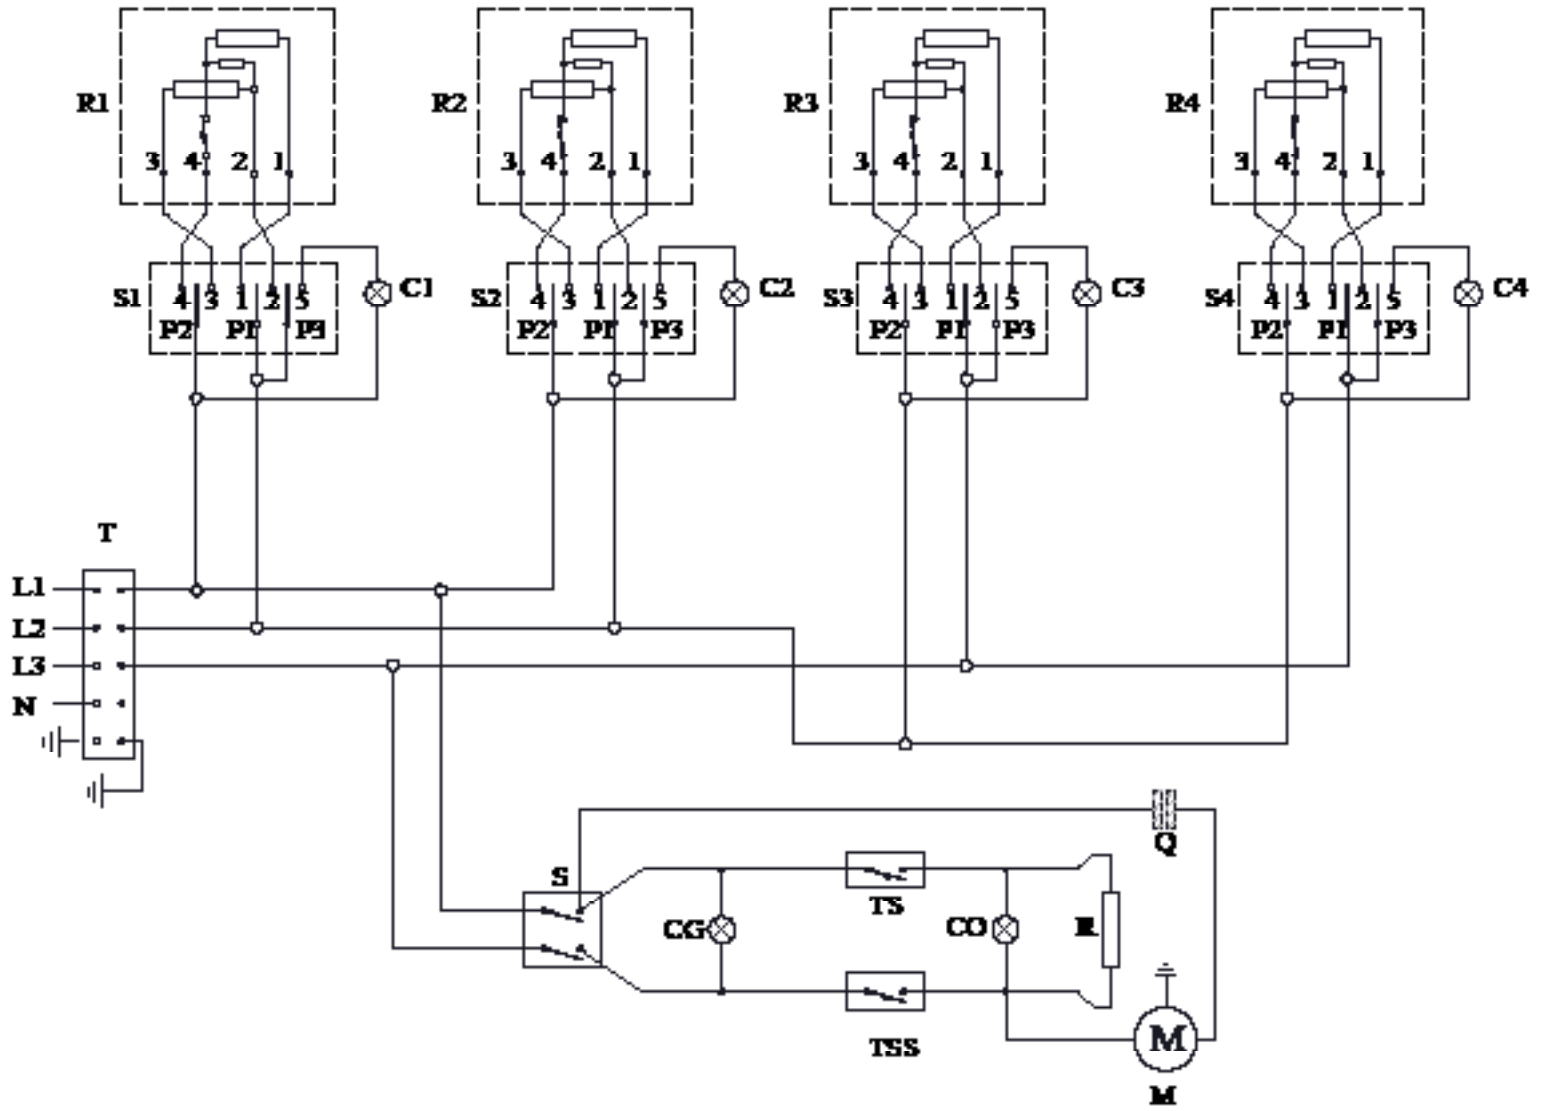 R1 R2 R3 R4
3 4 2 1 3 4 2 1 3 4 2 1 3 4 2 1
C1 C2 C3 C4
S1 4 3 1 2 5 S2 4 3 1 2 5 S3 4 3 1 2 5 S4 4 3 1 2 5
P2 P1 P3 P2 P1 P3 P2 P1 P3 P2 P1 P3
T
L1
L2
L3
N
Q
S
TS
CG CO R
M
TSS
M